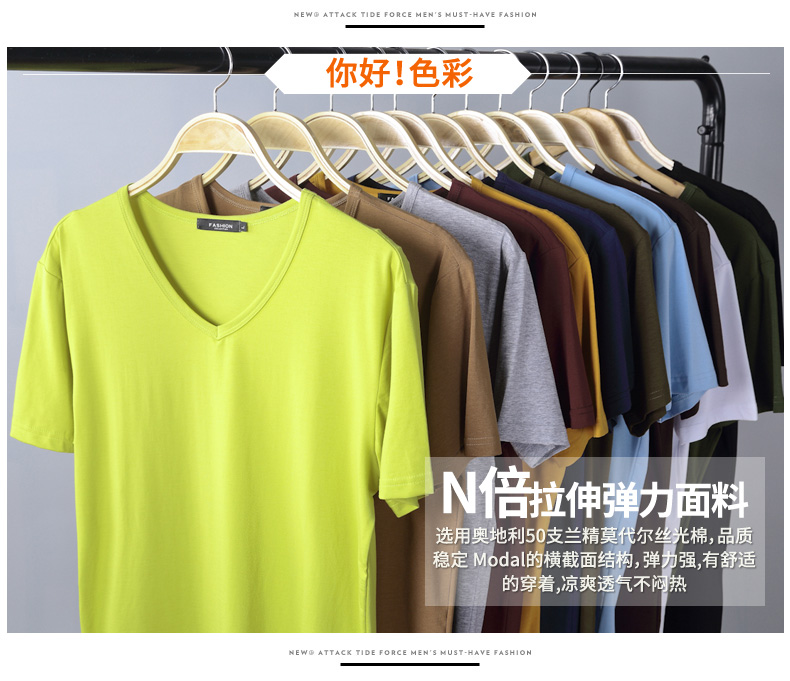 NEW® ATTACK TIDE FORCE MEN'S MUST-HAVE FASHION
你好！色彩
FASHION
N倍拉伸弹力面料
选用奥地利50支兰精莫代尔丝光棉，品质
稳定 Modal的横截面结构，弹力强,有舒适
的穿着,凉爽透气不闷热
NEW® ATTACK TIDE FORCE MEN'S MUST-HAVE FASHION